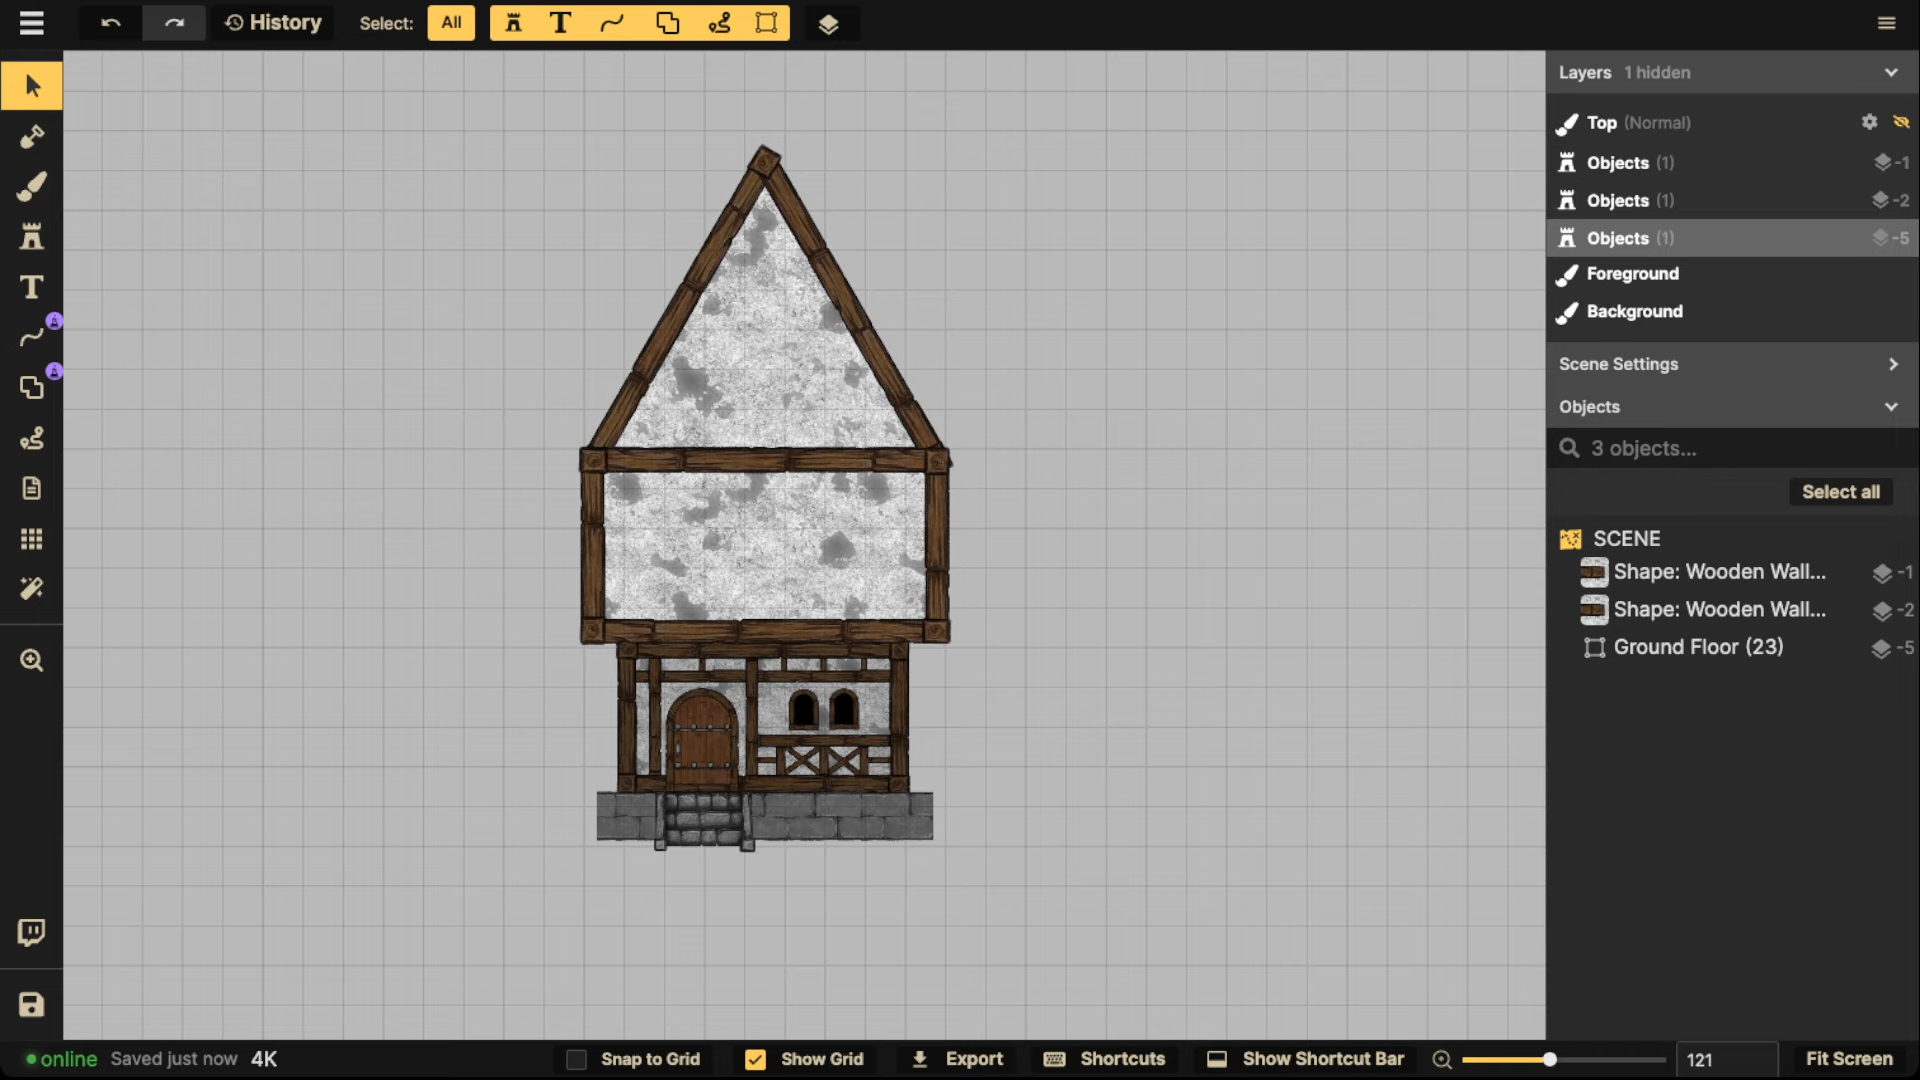 History
Select:
All
T
Layers 1 hidden
Top (Normal)
Objects (1) -1
Objects (1) -2
Objects (1) -5
Foreground
Background
Scene Settings
Objects
3 objects...
Select all
SCENE
Shape: Wooden Wall... -1
Shape: Wooden Wall... -2
Ground Floor (23) -5
T
online Saved just now 4K
Snap to Grid
Show Grid
Export
Shortcuts
Show Shortcut Bar
121
Fit Screen